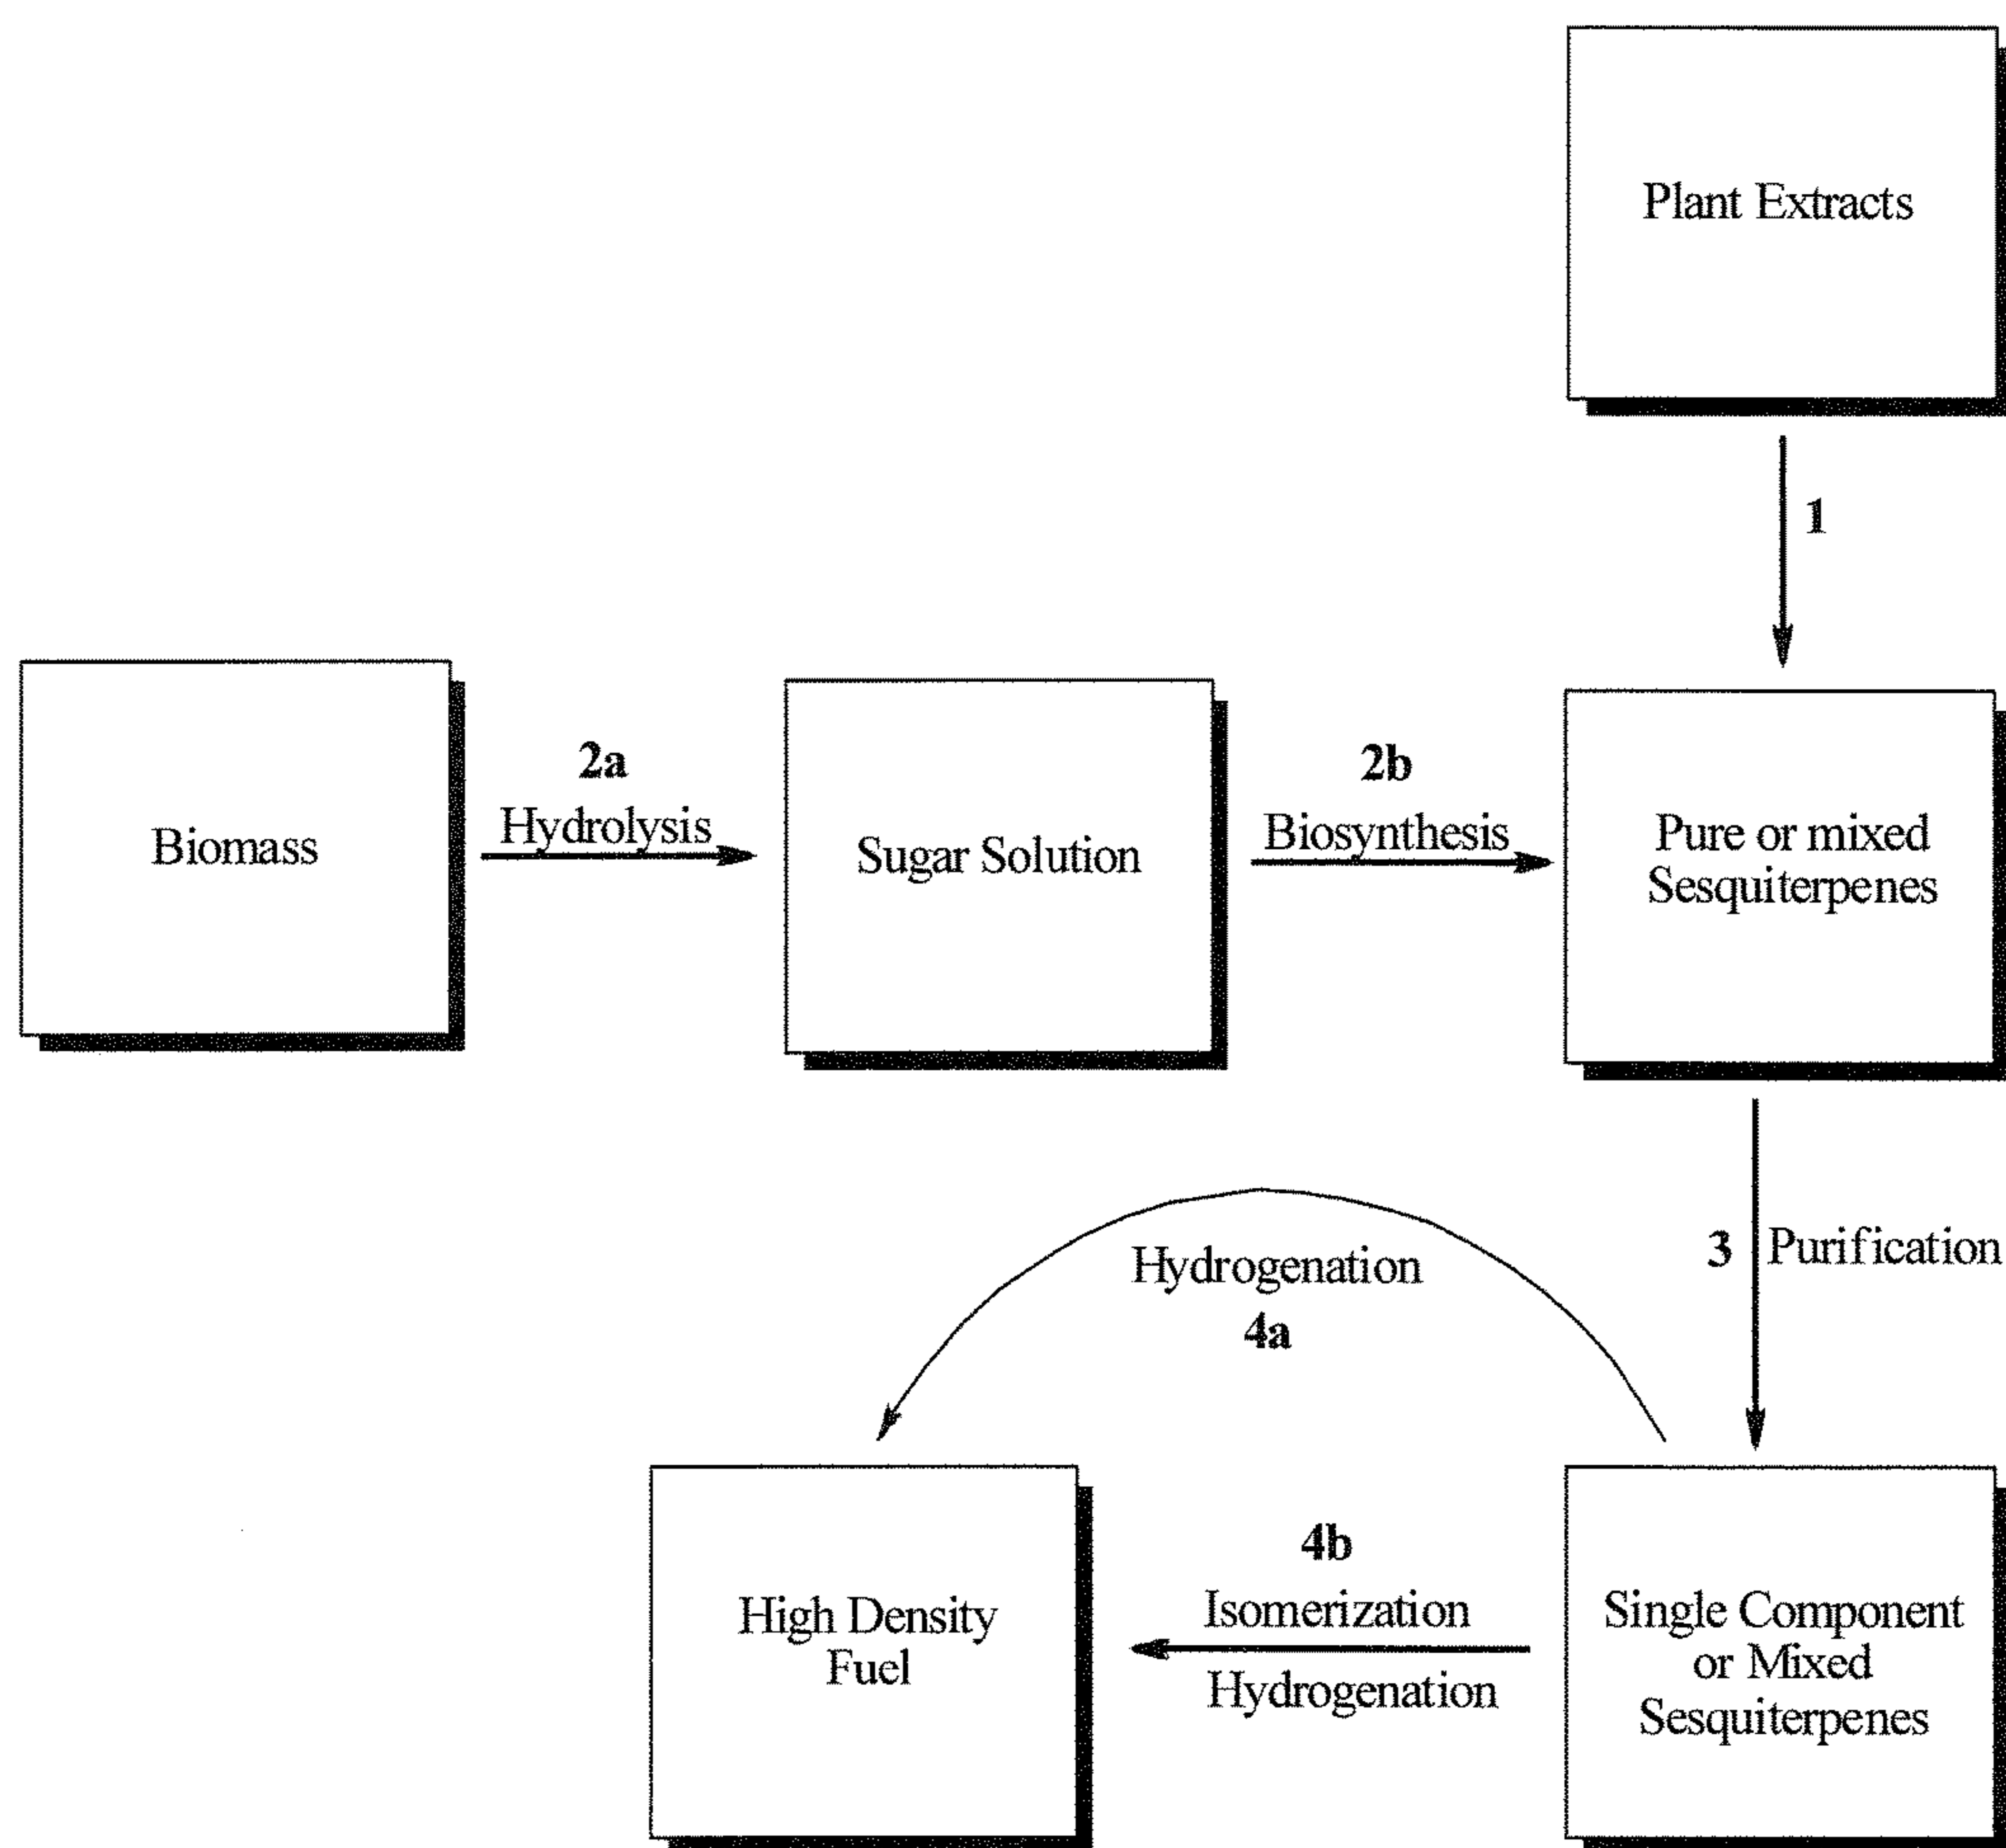 Plant Extracts
1
Biomass
2a
Hydrolysis
Sugar Solution
2b
Biosynthesis
Pure or mixed
Sesquiterpenes
3 Purification
Hydrogenation
4a
High Density
Fuel
4b
Isomerization
Hydrogenation
Single Component
or Mixed
Sesquiterpenes